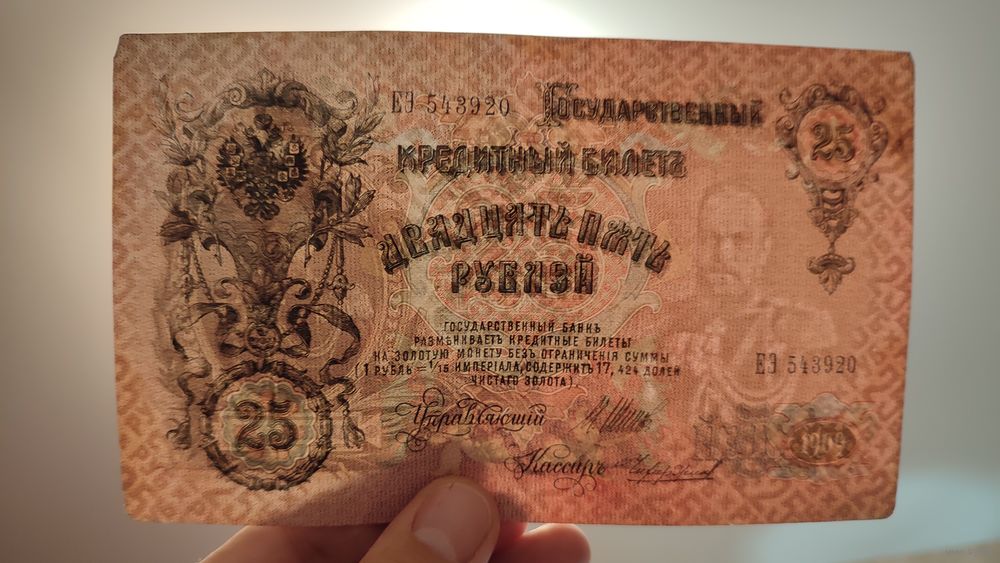 ЕЭ 543920
Государственный
КРЕДИТНЫЙ БИЛЕТЪ
25
ДВАДЦАТЬ ПЯТЬ
РУБЛЕЙ
ГОСУДАРСТВЕННЫЙ БАНКЪ
РАЗМѢНИВАЕТЪ КРЕДИТНЫЕ БИЛЕТЫ
НА ЗОЛОТУЮ МОНЕТУ БЕЗЪ ОГРАНИЧЕНІЯ СУММЫ
(1 РУБЛЬ = 1/15 ИМПЕРІАЛА, СОДЕРЖИТЪ 17, 424 ДОЛЕЙ
ЧИСТАГО ЗОЛОТА)
ЕЭ 543920
25
Управляющій
1909
Кассиръ